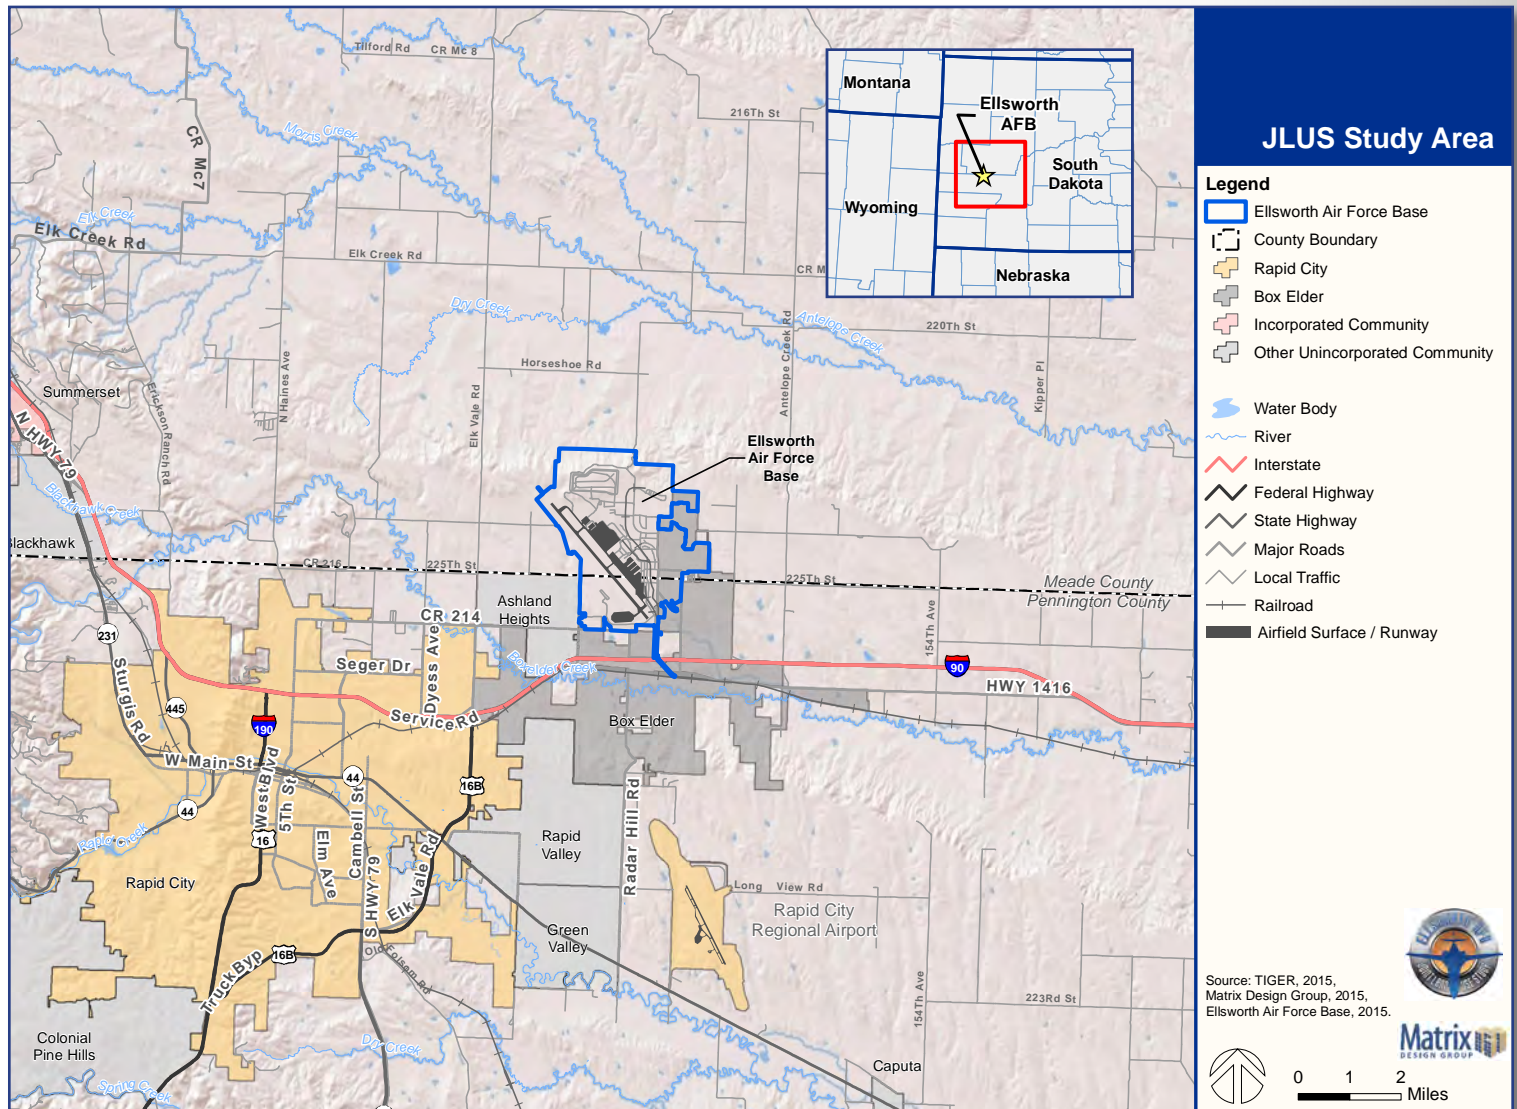 JLUS Study Area
Legend
Ellsworth Air Force Base
County Boundary
Rapid City
Box Elder
Incorporated Community
Other Unincorporated Community
Water Body
River
Interstate
Federal Highway
State Highway
Major Roads
Local Traffic
Railroad
Airfield Surface / Runway
Source: TIGER, 2015,
Matrix Design Group, 2015,
Ellsworth Air Force Base, 2015.
Matrix
DESIGN GROUP
0 1 2
Miles
Montana
Ellsworth
AFB
South
Dakota
Wyoming
Nebraska
Tilford Rd
CR Mc 8
216Th St
Morris Creek
CR Mc7
Elk Creek
Elk Creek Rd
Elk Creek Rd
CR M
Dry Creek
Antelope Creek
220Th St
Antelope Creek Rd
Horseshoe Rd
Kipper Pl
N Haines Ave
Elk Vale Rd
Erickson Ranch Rd
Summerset
N HWY 79
Ellsworth
Air Force
Base
Blackhawk Creek
lackhawk
CR 216
225Th St
225Th St
Meade County
Pennington County
Ashland
Heights
CR 214
154Th Ave
231
Seger Dr
Dyess Ave
Boxelder Creek
90
HWY 1416
Sturgis Rd
445
190
Service Rd
Box Elder
W Main St
West Blvd
5Th St
44
16B
44
Cambell St
Rapid Creek
16
Elm Ave
Rapid
Valley
Radar Hill Rd
Rapid City
S HWY 79
Elk Vale Rd
Long View Rd
Rapid City
Regional Airport
Green
Valley
16B
Old Folsom Rd
Truck Byp
154Th Ave
223Rd St
Colonial
Pine Hills
Dry Creek
Caputa
Spring Creek